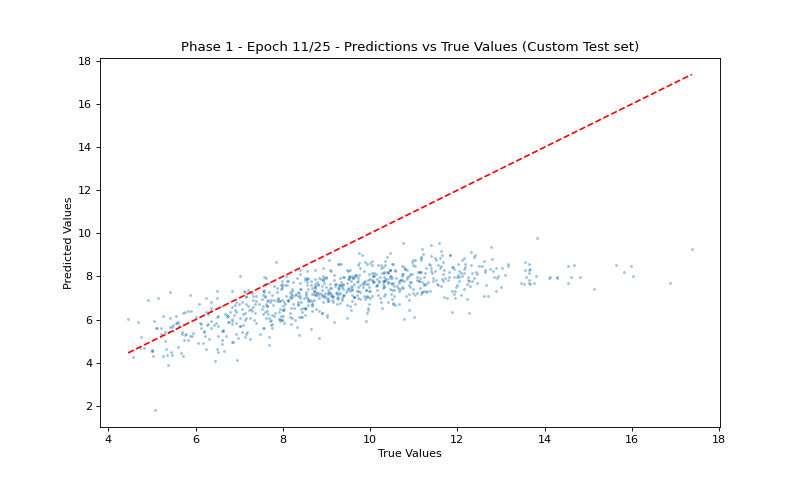 Phase 1 - Epoch 11/25 - Predictions vs True Values (Custom Test set)
18
16
14
12
10
8
6
4
2
Predicted Values
4 6 8 10 12 14 16 18
True Values